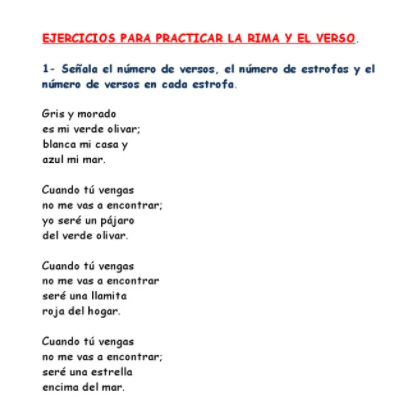 EJERCICIOS PARA PRACTICAR LA RIMA Y EL VERSO.
1- Señala el número de versos, el número de estrofas y el
número de versos en cada estrofa.
Gris y morado
es mi verde olivar;
blanca mi casa y
azul mi mar.
Cuando tú vengas
no me vas a encontrar;
yo seré un pájaro
del verde olivar.
Cuando tú vengas
no me vas a encontrar
seré una llamita
roja del hogar.
Cuando tú vengas
no me vas a encontrar;
seré una estrella
encima del mar.